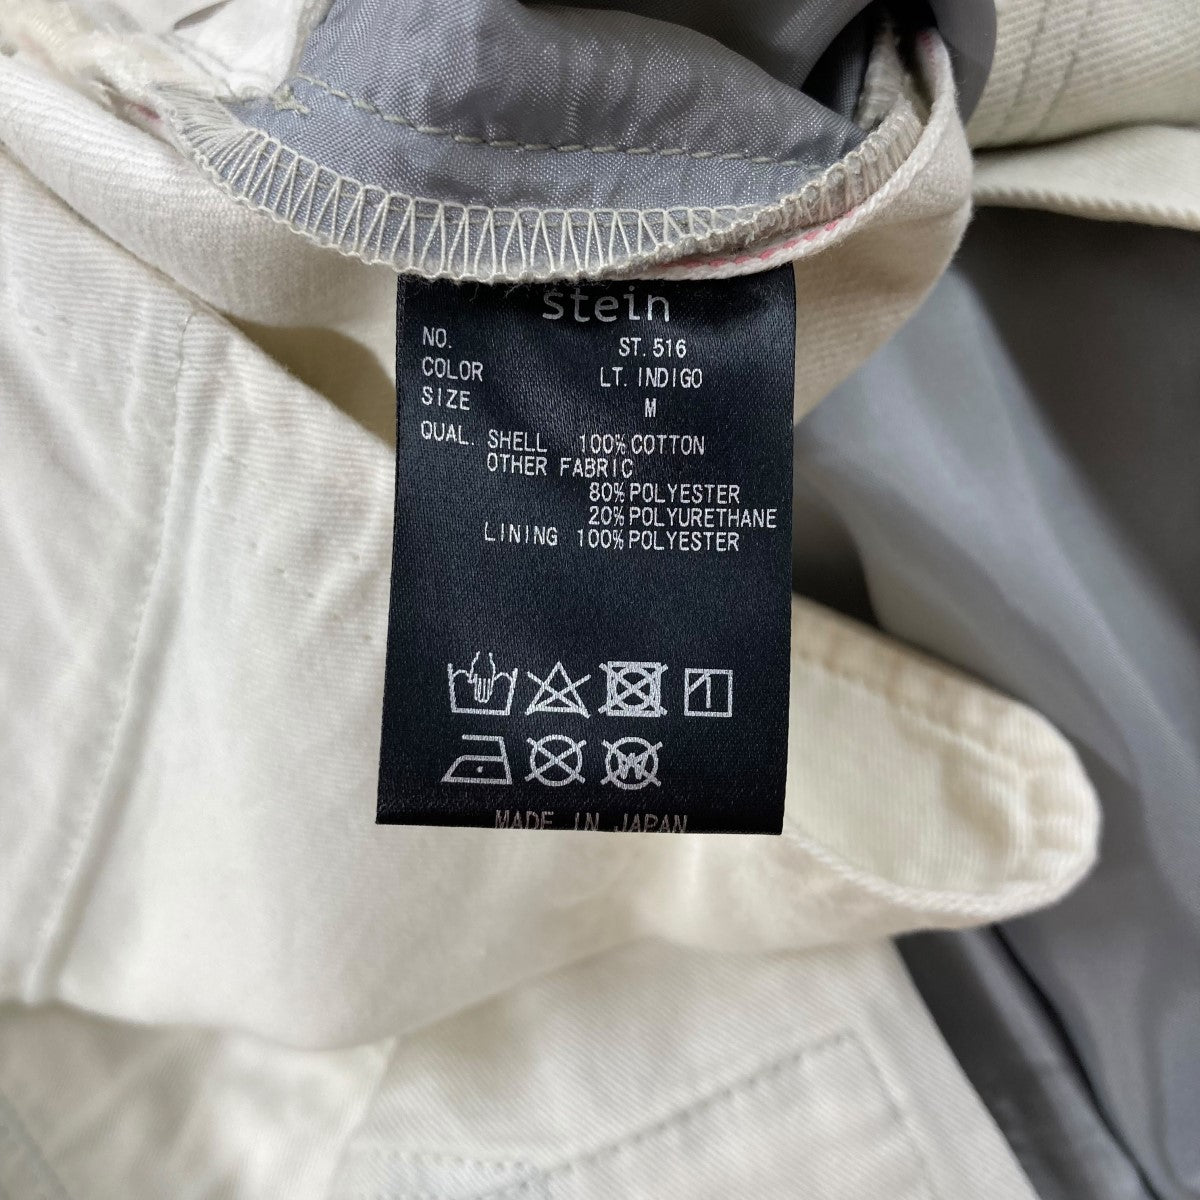 stein
NO. ST.516
COLOR LT. INDIGO
SIZE M
QUAL. SHELL 100%COTTON
OTHER FABRIC
80%POLYESTER
20%POLYURETHANE
LINING 100%POLYESTER
MADE IN JAPAN